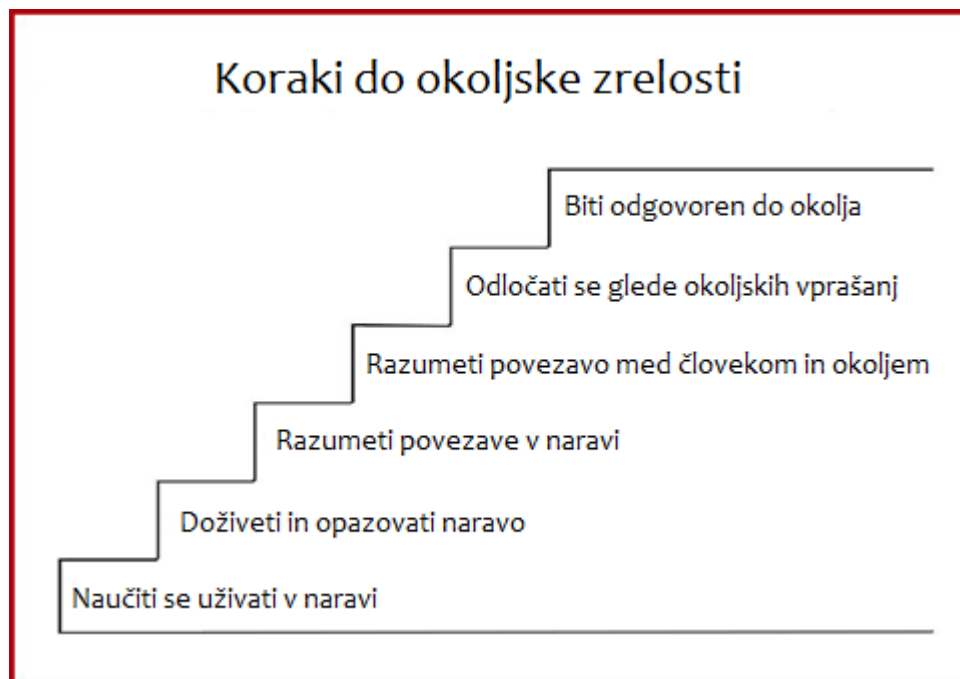 Koraki do okoljske zrelosti
Biti odgovoren do okolja
Odločati se glede okoljskih vprašanj
Razumeti povezavo med človekom in okoljem
Razumeti povezave v naravi
Doživeti in opazovati naravo
Naučiti se uživati v naravi